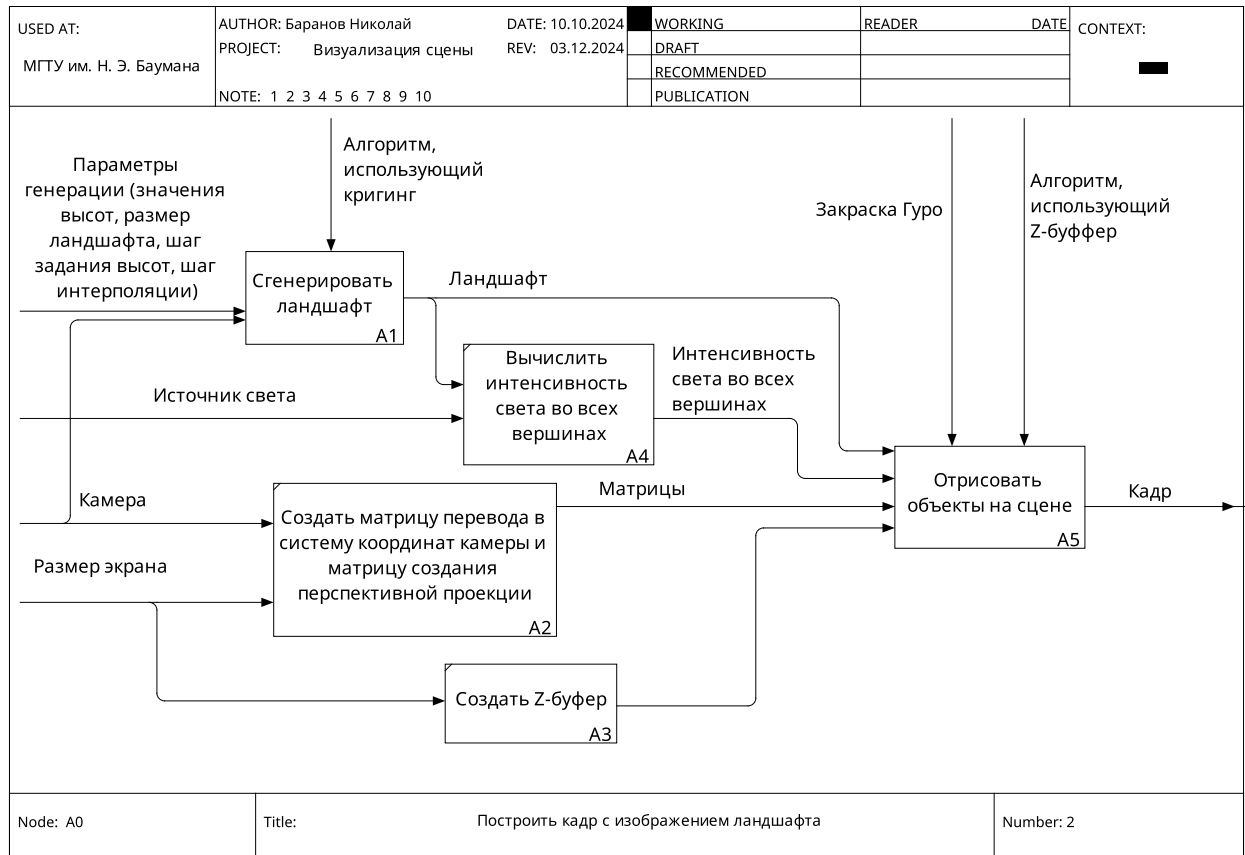 USED AT:
МГТУ им. Н. Э. Баумана
AUTHOR: Баранов Николай
DATE: 10.10.2024
PROJECT: Визуализация сцены
REV: 03.12.2024
NOTE: 1 2 3 4 5 6 7 8 9 10
WORKING
DRAFT
RECOMMENDED
PUBLICATION
READER
DATE
CONTEXT:
Параметры
генерации (значения
высот, размер
ландшафта, шаг
задания высот, шаг
интерполяции)
Алгоритм,
использующий
кригинг
Закраска Гуро
Алгоритм,
использующий
Z-буффер
Сгенерировать
ландшафт
A1
Ландшафт
Источник света
Вычислить
интенсивность
света во всех
вершинах
A4
Интенсивность
света во всех
вершинах
Камера
Размер экрана
Создать матрицу перевода в
систему координат камеры и
матрицу создания
перспективной проекции
A2
Матрицы
Отрисовать
объекты на сцене
A5
Кадр
Создать Z-буфер
A3
Node: A0
Title:
Построить кадр с изображением ландшафта
Number: 2